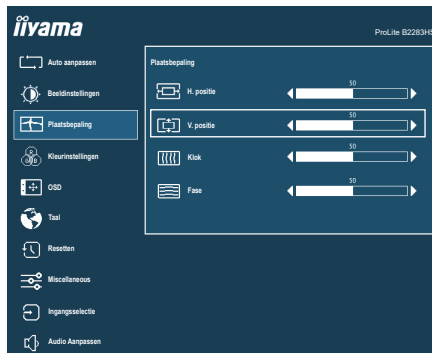 iiyama
ProLite B2283HS
Auto aanpassen
Beeldinstellingen
Plaatsbepaling
Kleurinstellingen
R
G B
OSD
Taal
Resetten
Miscellaneous
Ingangsselectie
Audio Aanpassen
Plaatsbepaling
H. positie
50
V. positie
50
Klok
50
Fase
50